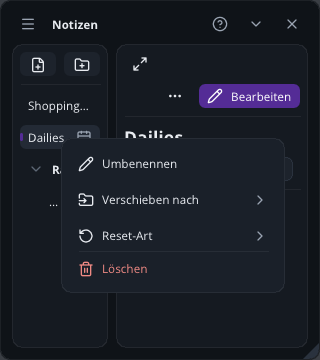 Notizen
Bearbeiten
Shopping...
Dailies
Dailies
...
Umbenennen
Verschieben nach
Reset-Art
Löschen